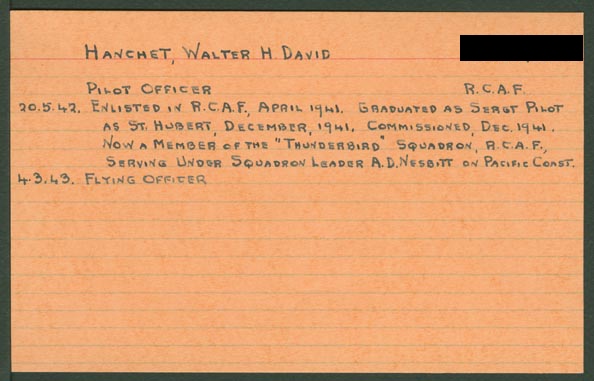 HANCHET, WALTER H DAVID
PILOT OFFICER R.C.A.F.
20.5.42. ENLISTED IN R.C.A.F., APRIL 1941. GRADUATED AS SERGT PILOT
AS ST. HUBERT, DECEMBER, 1941. COMMISSIONED, DEC. 1941.
NOW A MEMBER OF THE "THUNDERBIRD" SQUADRON, R.C.A.F.,
SERVING UNDER SQUADRON LEADER A.D. NESBITT ON PACIFIC COAST.
4.3.43. FLYING OFFICER